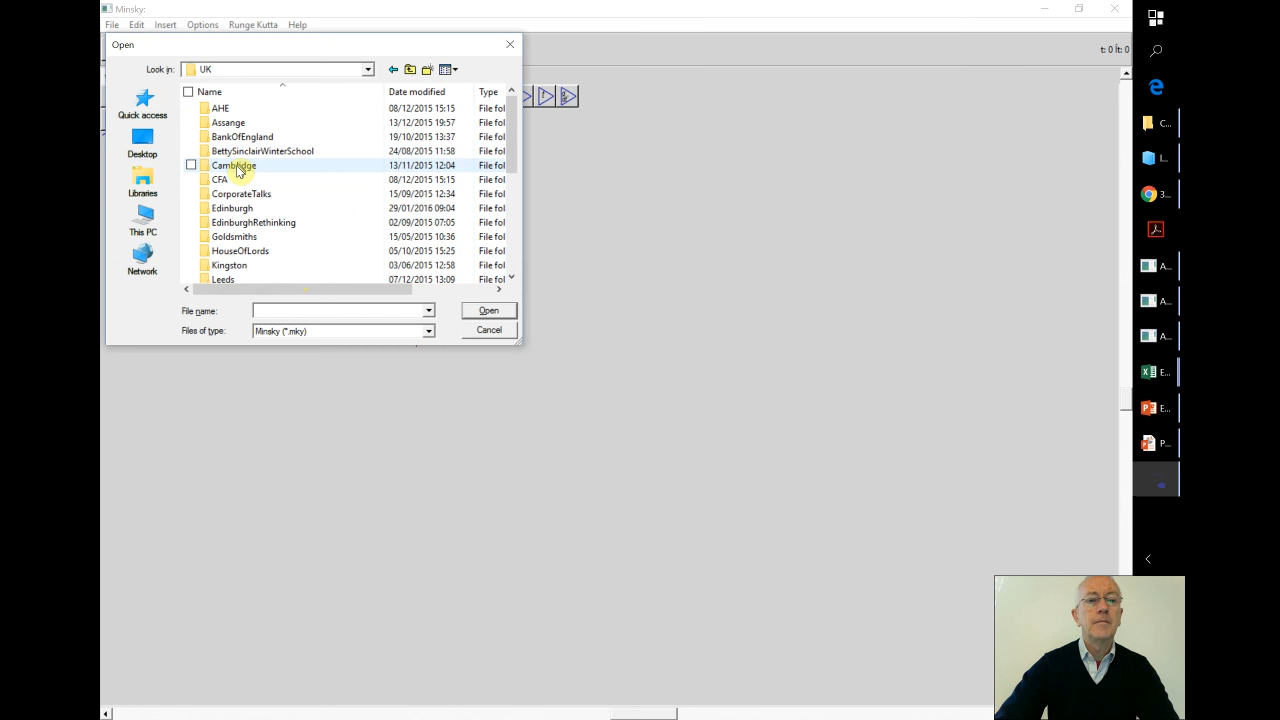 Minsky:
File Edit Insert Options Runge Kutta Help
t: 0 Δt: 0
Open
Look in: UK
Name Date modified Type
AHE 08/12/2015 15:15 File fol
Assange 13/12/2015 19:57 File fol
BankOfEngland 19/10/2015 13:37 File fol
BettySinclairWinterSchool 24/08/2015 11:58 File fol
Cambridge 13/11/2015 12:04 File fol
CFA 08/12/2015 15:15 File fol
CorporateTalks 15/09/2015 12:34 File fol
Edinburgh 29/01/2016 09:04 File fol
EdinburghRethinking 02/09/2015 07:05 File fol
Goldsmiths 15/05/2015 10:36 File fol
HouseOfLords 05/10/2015 15:25 File fol
Kingston 03/06/2015 12:58 File fol
Leeds 07/12/2015 13:09 File fol
Quick access
Desktop
Libraries
This PC
Network
File name: Open
Files of type: Minsky (*.mky) Cancel
C...
I...
3...
A...
A...
A...
E...
E...
P...